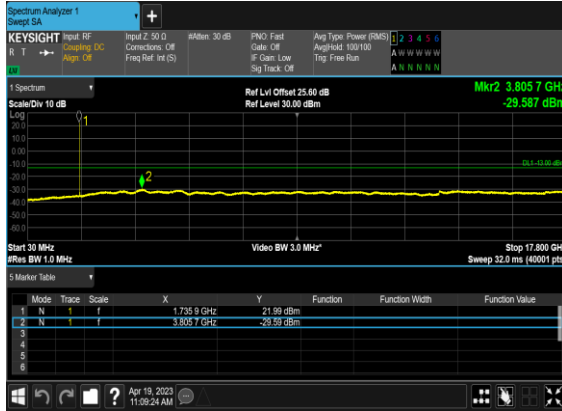 Spectrum Analyzer 1
Swept SA
+
KEYSIGHT Input: RF Input Z: 50 Ω #Atten: 30 dB PNO: Fast Avg Type: Power (RMS) 1 2 3 4 5 6
R T Coupling: DC Corrections: Off Gate: Off Avg|Hold: 100/100 A W W W W W
Align: Off Freq Ref: Int (S) IF Gain: Low Trig: Free Run
Sig Track: Off A N N N N N
1 Spectrum Ref Lvl Offset 25.60 dB Mkr2 3.805 7 GHz
Scale/Div 10 dB Ref Level 30.00 dBm -29.587 dBm
Log
20.0
10.0
0.00
-10.0
-20.0
-30.0
-40.0
-50.0
-60.0
1
2
DL1 -13.00 dBm
Start 30 MHz Video BW 3.0 MHz* Stop 17.800 GHz
#Res BW 1.0 MHz Sweep 32.0 ms (40001 pts)
5 Marker Table
Mode Trace Scale X Y Function Function Width Function Value
1 N 1 f 1.735 9 GHz 21.99 dBm
2 N 1 f 3.805 7 GHz -29.59 dBm
3
4
5
6
? Apr 19, 2023
11:09:24 AM